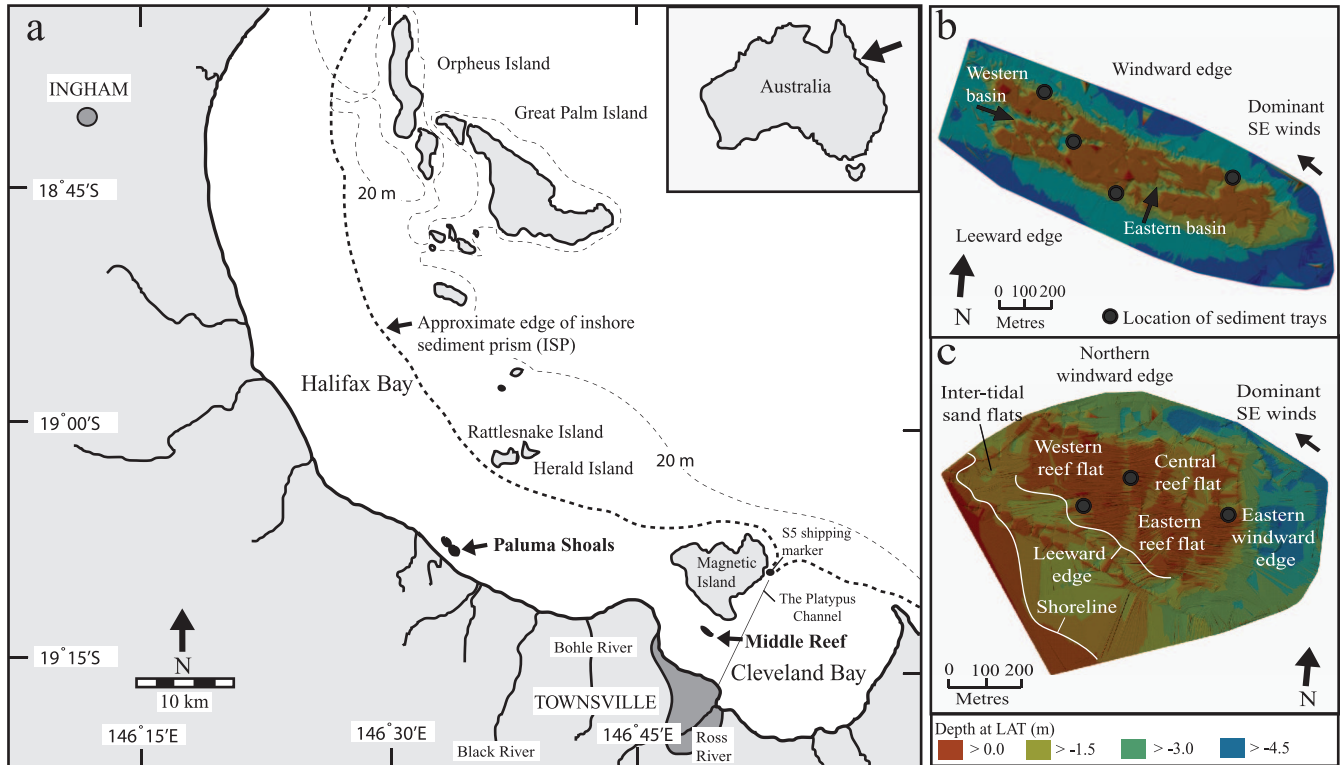 a
INGHAM
Orpheus Island
Great Palm Island
Australia
18°45'S
20 m
Approximate edge of inshore
sediment prism (ISP)
Halifax Bay
19°00'S
Rattlesnake Island
Herald Island
20 m
Paluma Shoals
S5 shipping
marker
Magnetic
Island
The Platypus
Channel
Middle Reef
Cleveland Bay
19°15'S
N
10 km
Bohle River
TOWNSVILLE
Black River
Ross
River
146°15'E
146°30'E
146°45'E
b
Western
basin
Windward edge
Dominant
SE winds
Eastern basin
Leeward edge
N
0 100 200
Metres
Location of sediment trays
c
Northern
windward edge
Inter-tidal
sand flats
Dominant
SE winds
Western
reef flat
Central
reef flat
Eastern
reef flat
Eastern
windward
edge
Leeward
edge
Shoreline
0 100 200
Metres
N
Depth at LAT (m)
> 0.0 > -1.5 > -3.0 > -4.5